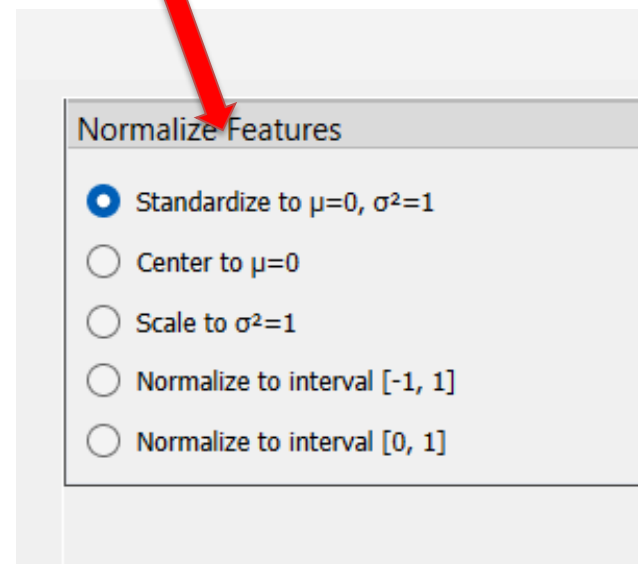 Normalize Features
Standardize to μ=0, σ²=1
Center to μ=0
Scale to σ²=1
Normalize to interval [-1, 1]
Normalize to interval [0, 1]